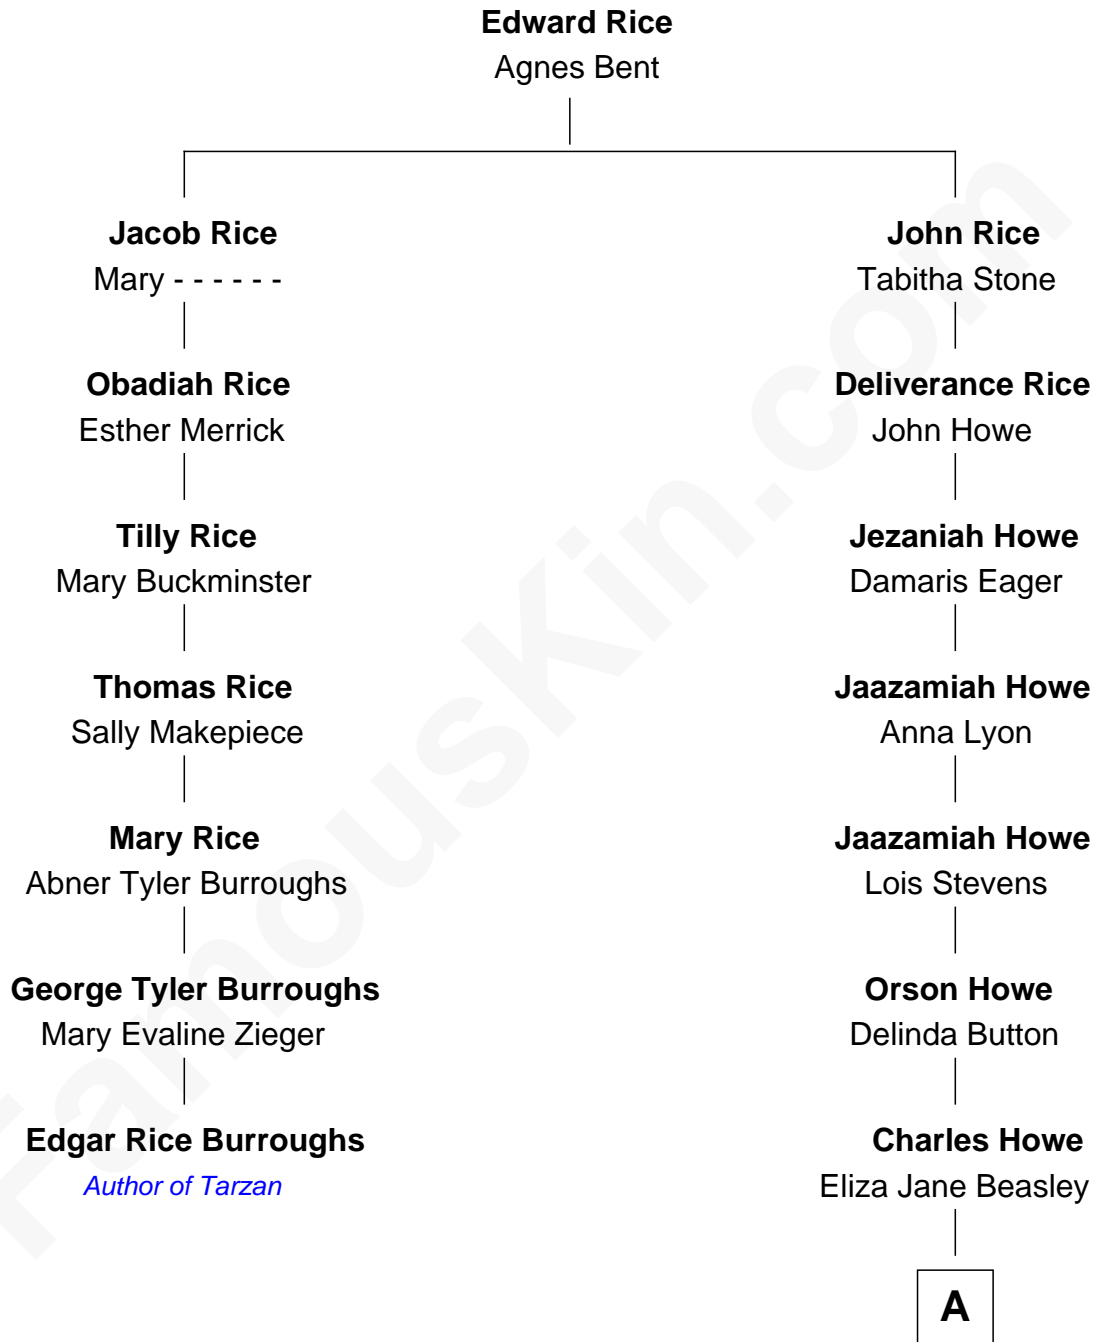 Edward Rice
Agnes Bent
Jacob Rice
Mary - - - - - -
John Rice
Tabitha Stone
Obadiah Rice
Esther Merrick
Deliverance Rice
John Howe
Tilly Rice
Mary Buckminster
Jezaniah Howe
Damaris Eager
Thomas Rice
Sally Makepiece
Jaazamiah Howe
Anna Lyon
Mary Rice
Abner Tyler Burroughs
Jaazamiah Howe
Lois Stevens
George Tyler Burroughs
Mary Evaline Zieger
Orson Howe
Delinda Button
Edgar Rice Burroughs
Author of Tarzan
Charles Howe
Eliza Jane Beasley
A
FamousKin.com